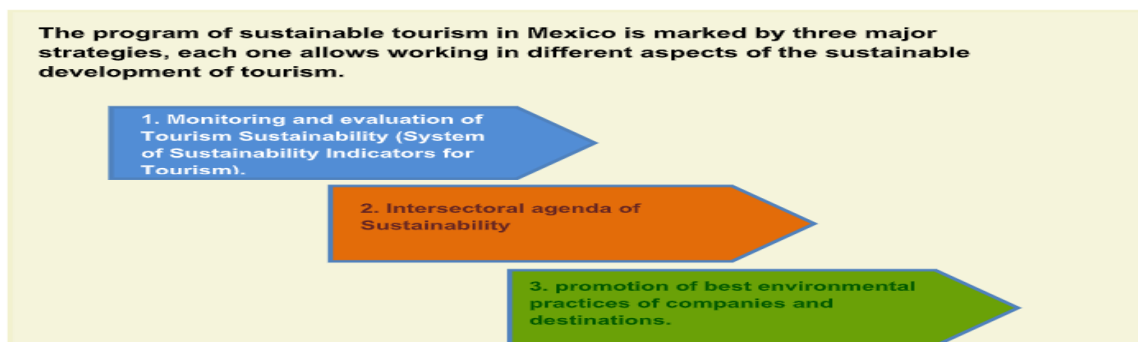 The program of sustainable tourism in Mexico is marked by three major
strategies, each one allows working in different aspects of the sustainable
development of tourism.
1. Monitoring and evaluation of
Tourism Sustainability (System
of Sustainability Indicators for
Tourism).
2. Intersectoral agenda of
Sustainability
3. promotion of best environmental
practices of companies and
destinations.